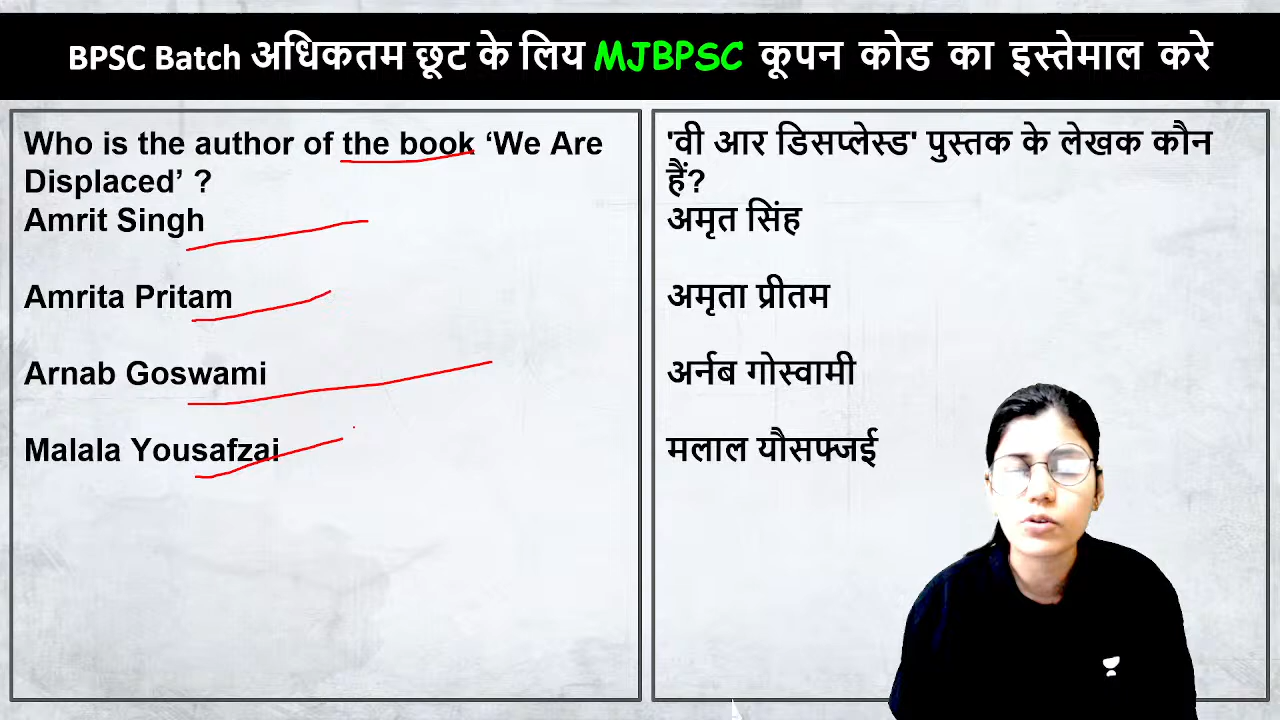 BPSC Batch अधिकतम छूट के लिय MJBPSC कूपन कोड का इस्तेमाल करे
Who is the author of the book ‘We Are
Displaced’ ?
Amrit Singh
Amrita Pritam
Arnab Goswami
Malala Yousafzai
'वी आर डिसप्लेस्ड' पुस्तक के लेखक कौन
हैं?
अमृत सिंह
अमृता प्रीतम
अर्नब गोस्वामी
मलाल यौसफ्जई